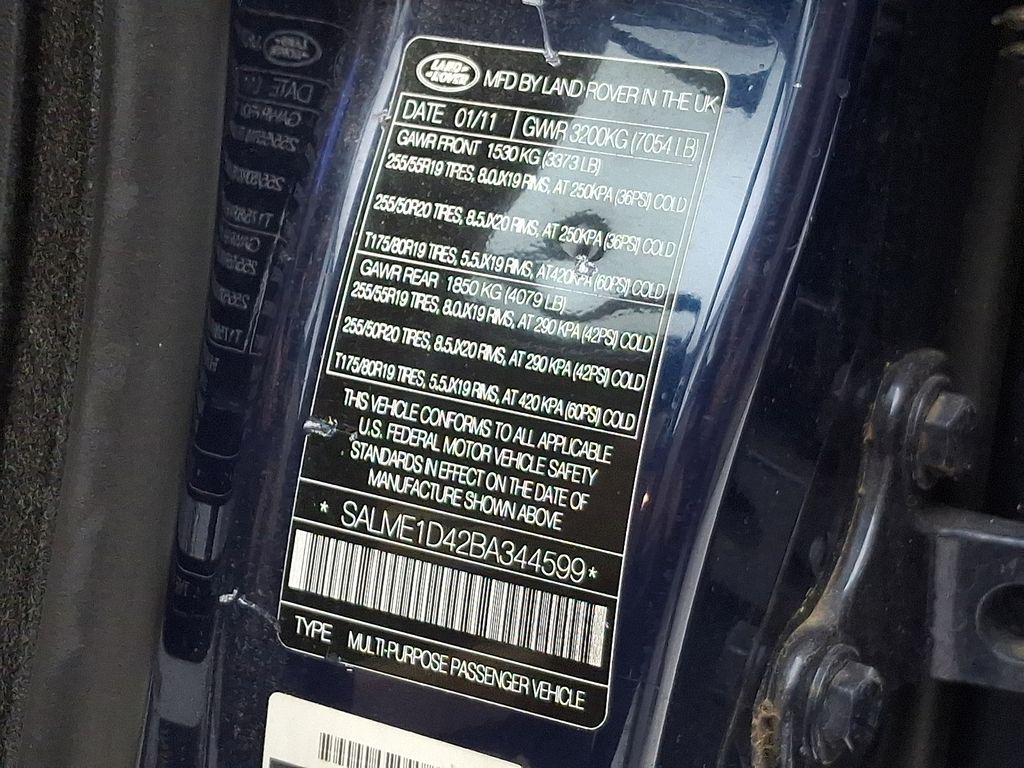 LAND ROVER MFD BY LAND ROVER IN THE UK
DATE 01/11 GVWR 3200KG (7054 LB)
GAWR FRONT 1530 KG (3373 LB)
255/55R19 TIRES, 8.0JX19 RIMS, AT 250KPA (36PSI) COLD
255/50R20 TIRES, 8.5JX20 RIMS, AT 250KPA (36PSI) COLD
T175/80R19 TIRES, 5.5JX19 RIMS, AT420KPA (60PSI) COLD
GAWR REAR 1850 KG (4079 LB)
255/55R19 TIRES, 8.0JX19 RIMS, AT 290 KPA (42PSI) COLD
255/50R20 TIRES, 8.5JX20 RIMS, AT 290 KPA (42PSI) COLD
T175/80R19 TIRES, 5.5JX19 RIMS, AT 420 KPA (60PSI) COLD
THIS VEHICLE CONFORMS TO ALL APPLICABLE
U.S. FEDERAL MOTOR VEHICLE SAFETY
STANDARDS IN EFFECT ON THE DATE OF
MANUFACTURE SHOWN ABOVE
* SALME1D42BA344599*
TYPE MULTI-PURPOSE PASSENGER VEHICLE